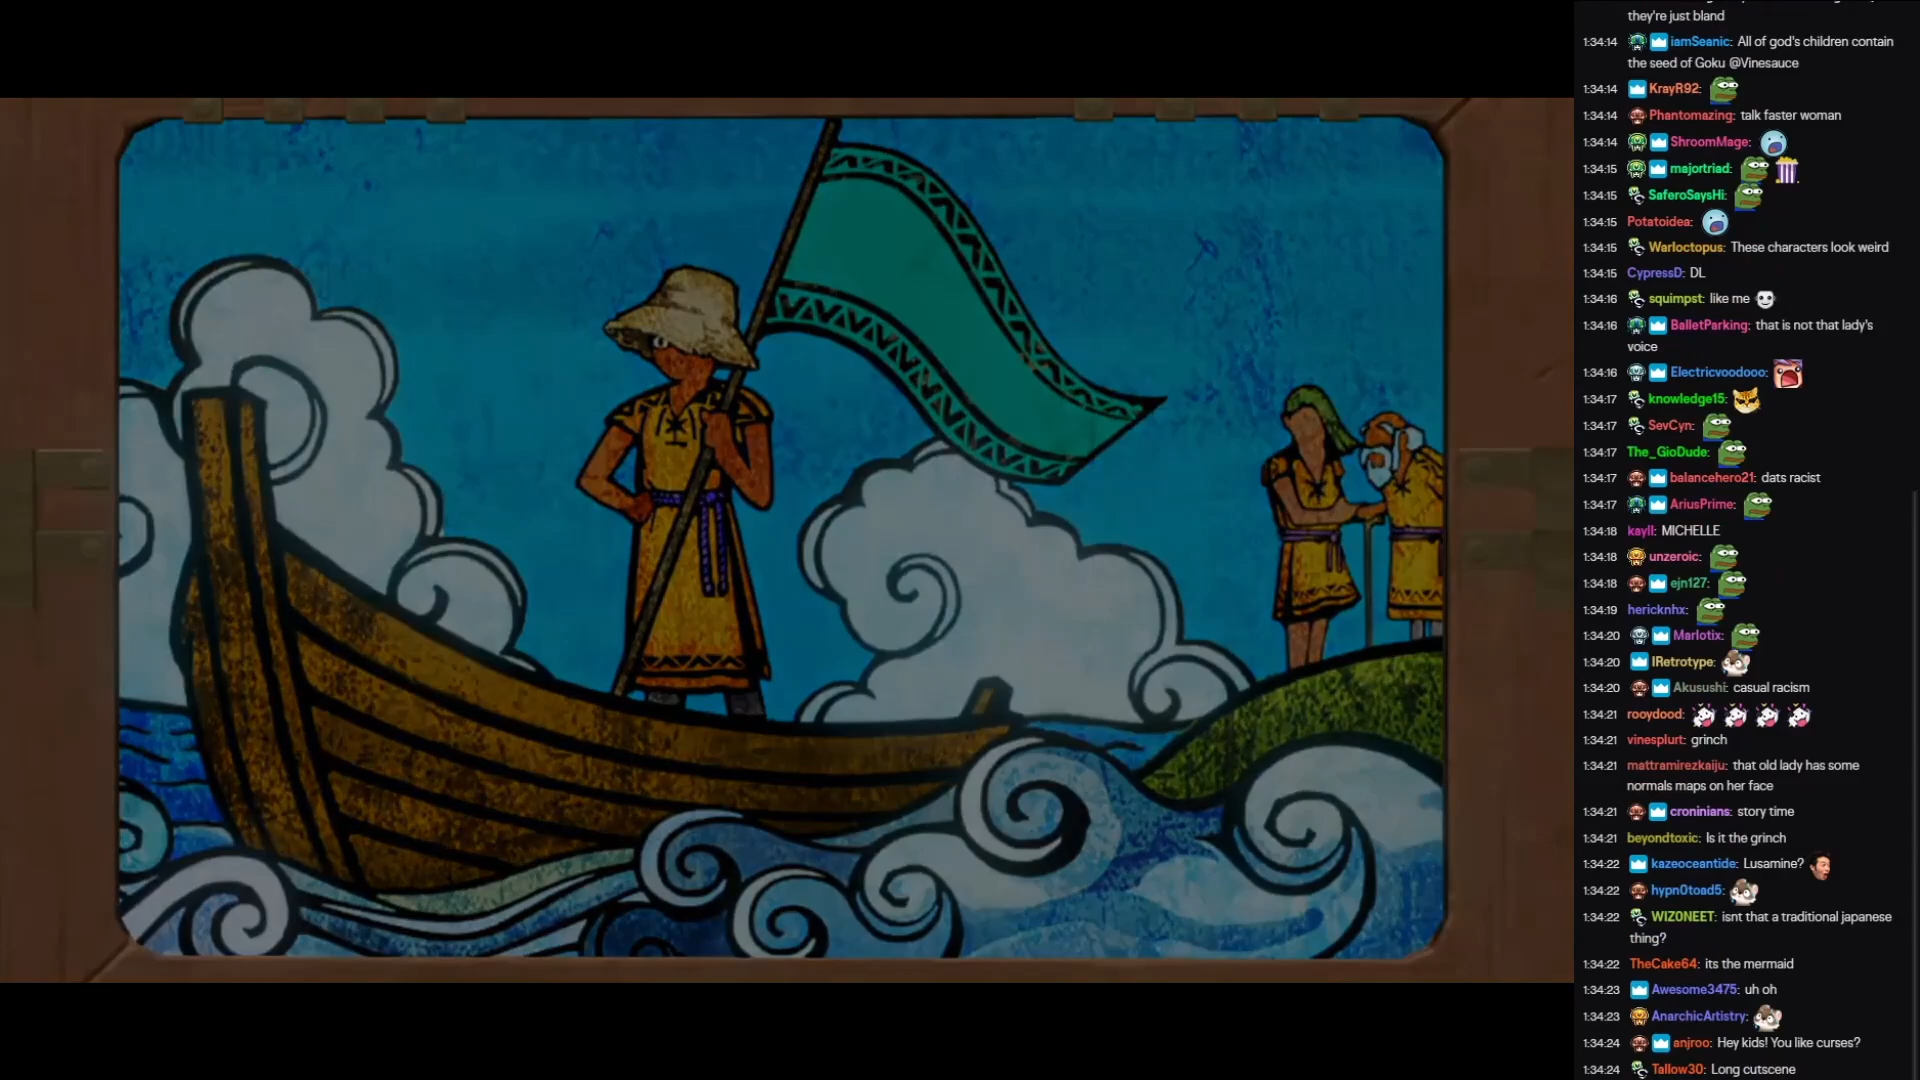 they're just bland
1:34:14 iamSeanic: All of god's children contain
the seed of Goku @Vinesauce
1:34:14 KrayR92:
1:34:14 Phantomazing: talk faster woman
1:34:14 ShroomMage:
1:34:15 majortriad:
1:34:15 SaferoSaysHi:
1:34:15 Potatoidea:
1:34:15 Warloctopus: These characters look weird
1:34:15 CypressD: DL
1:34:16 squimpst: like me
1:34:16 BalletParking: that is not that lady's
voice
1:34:16 Electricvoodooo:
1:34:17 knowledge15:
1:34:17 SevCyn:
1:34:17 The_GioDude:
1:34:17 balancehero21: dats racist
1:34:17 AriusPrime:
1:34:18 kayll: MICHELLE
1:34:18 unzeroic:
1:34:18 ejn127:
1:34:19 hericknhx:
1:34:20 Marlotix:
1:34:20 IRetrotype:
1:34:20 Akusushi: casual racism
1:34:21 rooydood:
1:34:21 vinesplurt: grinch
1:34:21 mattramirezkaiju: that old lady has some
normals maps on her face
1:34:21 croninians: story time
1:34:21 beyondtoxic: Is it the grinch
1:34:22 kazeoceantide: Lusamine?
1:34:22 hypn0toad5:
1:34:22 WIZ0NEET: isnt that a traditional japanese
thing?
1:34:22 TheCake64: its the mermaid
1:34:23 Awesome3475: uh oh
1:34:23 AnarchicArtistry:
1:34:24 anjroo: Hey kids! You like curses?
1:34:24 Tallow30: Long cutscene